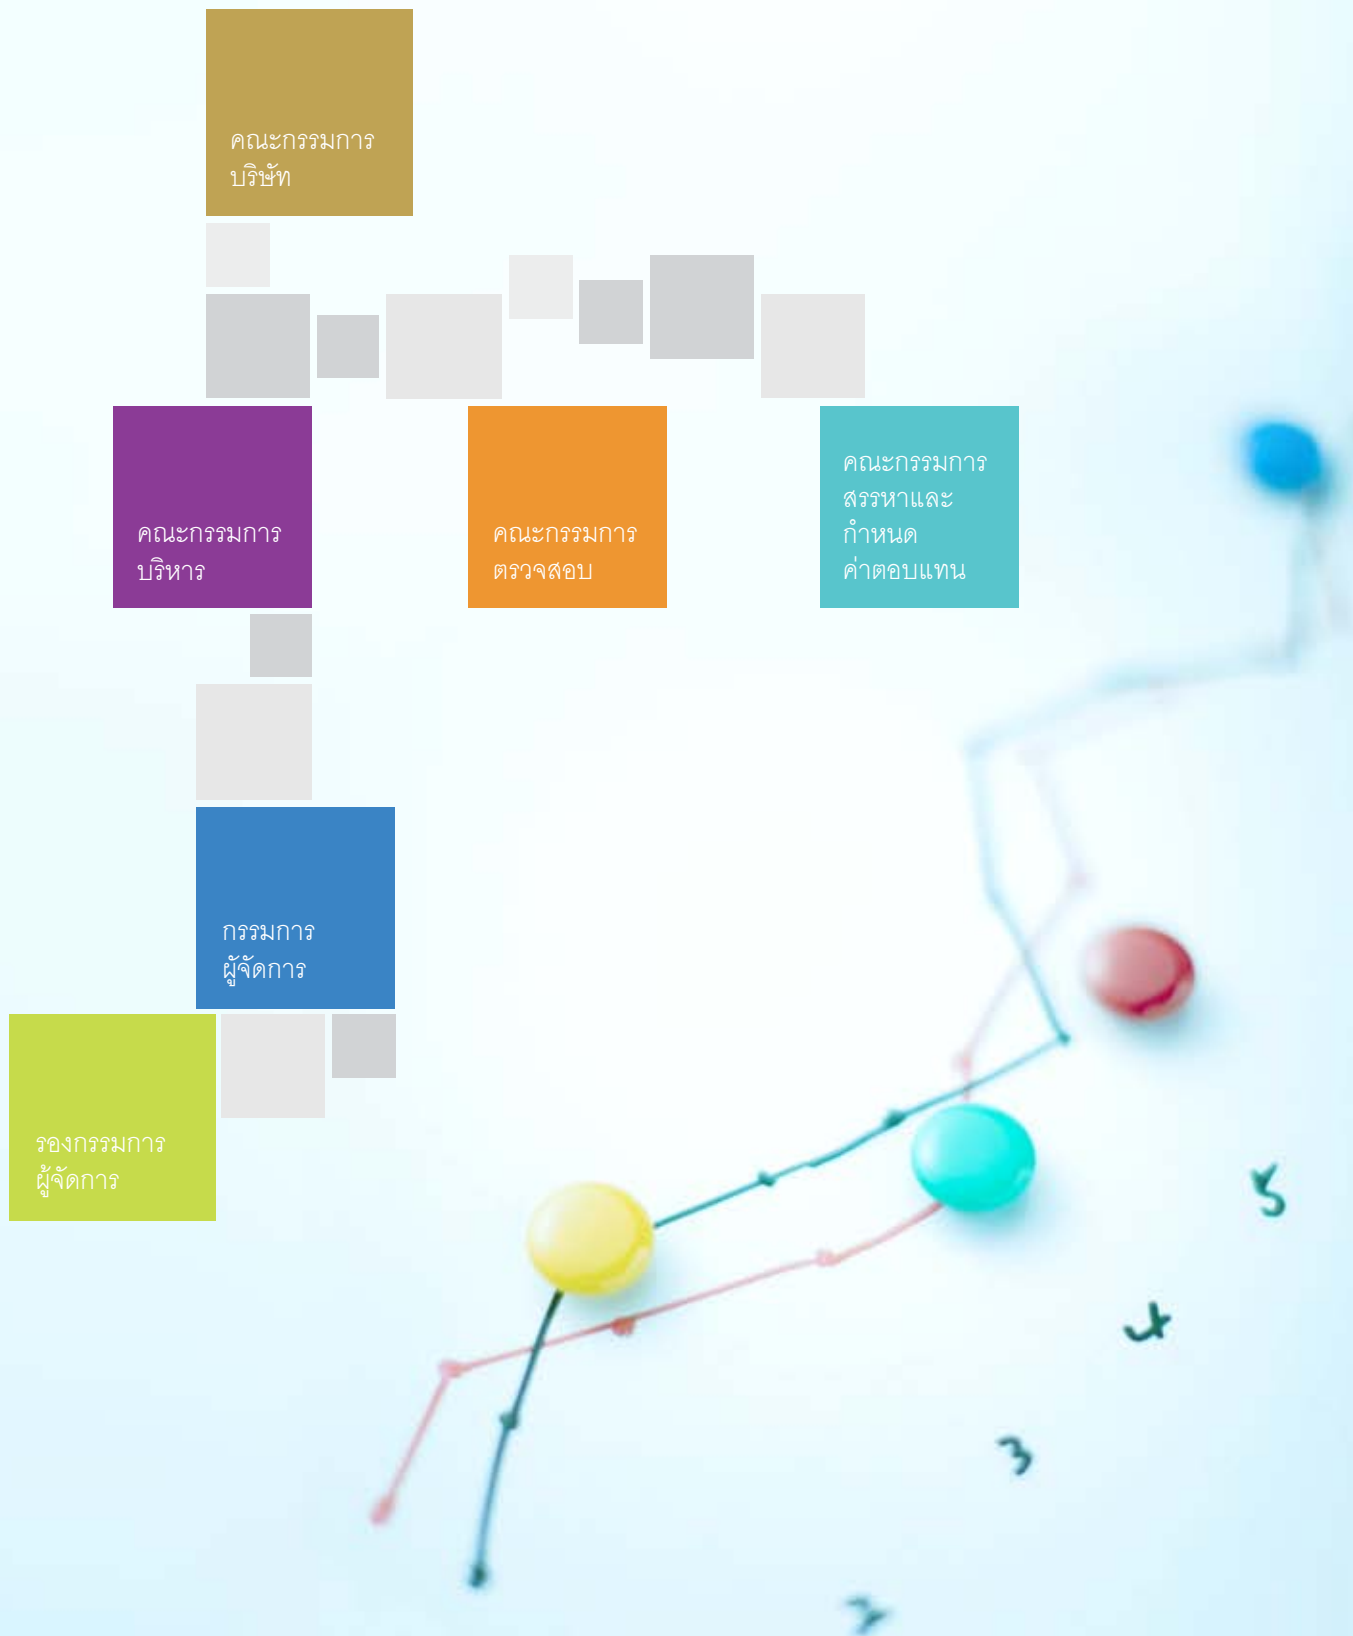 คณะกรรมการ
บริษัท
คณะกรรมการ
บริหาร
คณะกรรมการ
ตรวจสอบ
คณะกรรมการ
สรรหาและ
กำหนด
ค่าตอบแทน
กรรมการ
ผู้จัดการ
รองกรรมการ
ผู้จัดการ
5
4
3
2